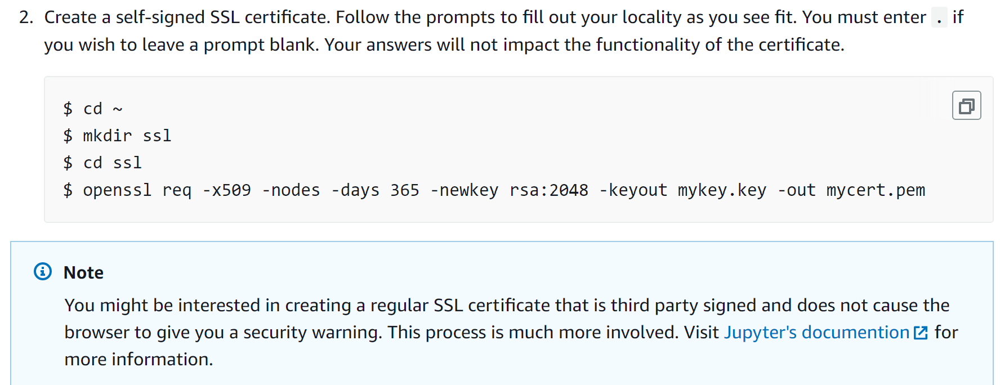 2. Create a self-signed SSL certificate. Follow the prompts to fill out your locality as you see fit. You must enter . if
you wish to leave a prompt blank. Your answers will not impact the functionality of the certificate.
$ cd ~
$ mkdir ssl
$ cd ssl
$ openssl req -x509 -nodes -days 365 -newkey rsa:2048 -keyout mykey.key -out mycert.pem
Note
You might be interested in creating a regular SSL certificate that is third party signed and does not cause the
browser to give you a security warning. This process is much more involved. Visit Jupyter's documention for
more information.